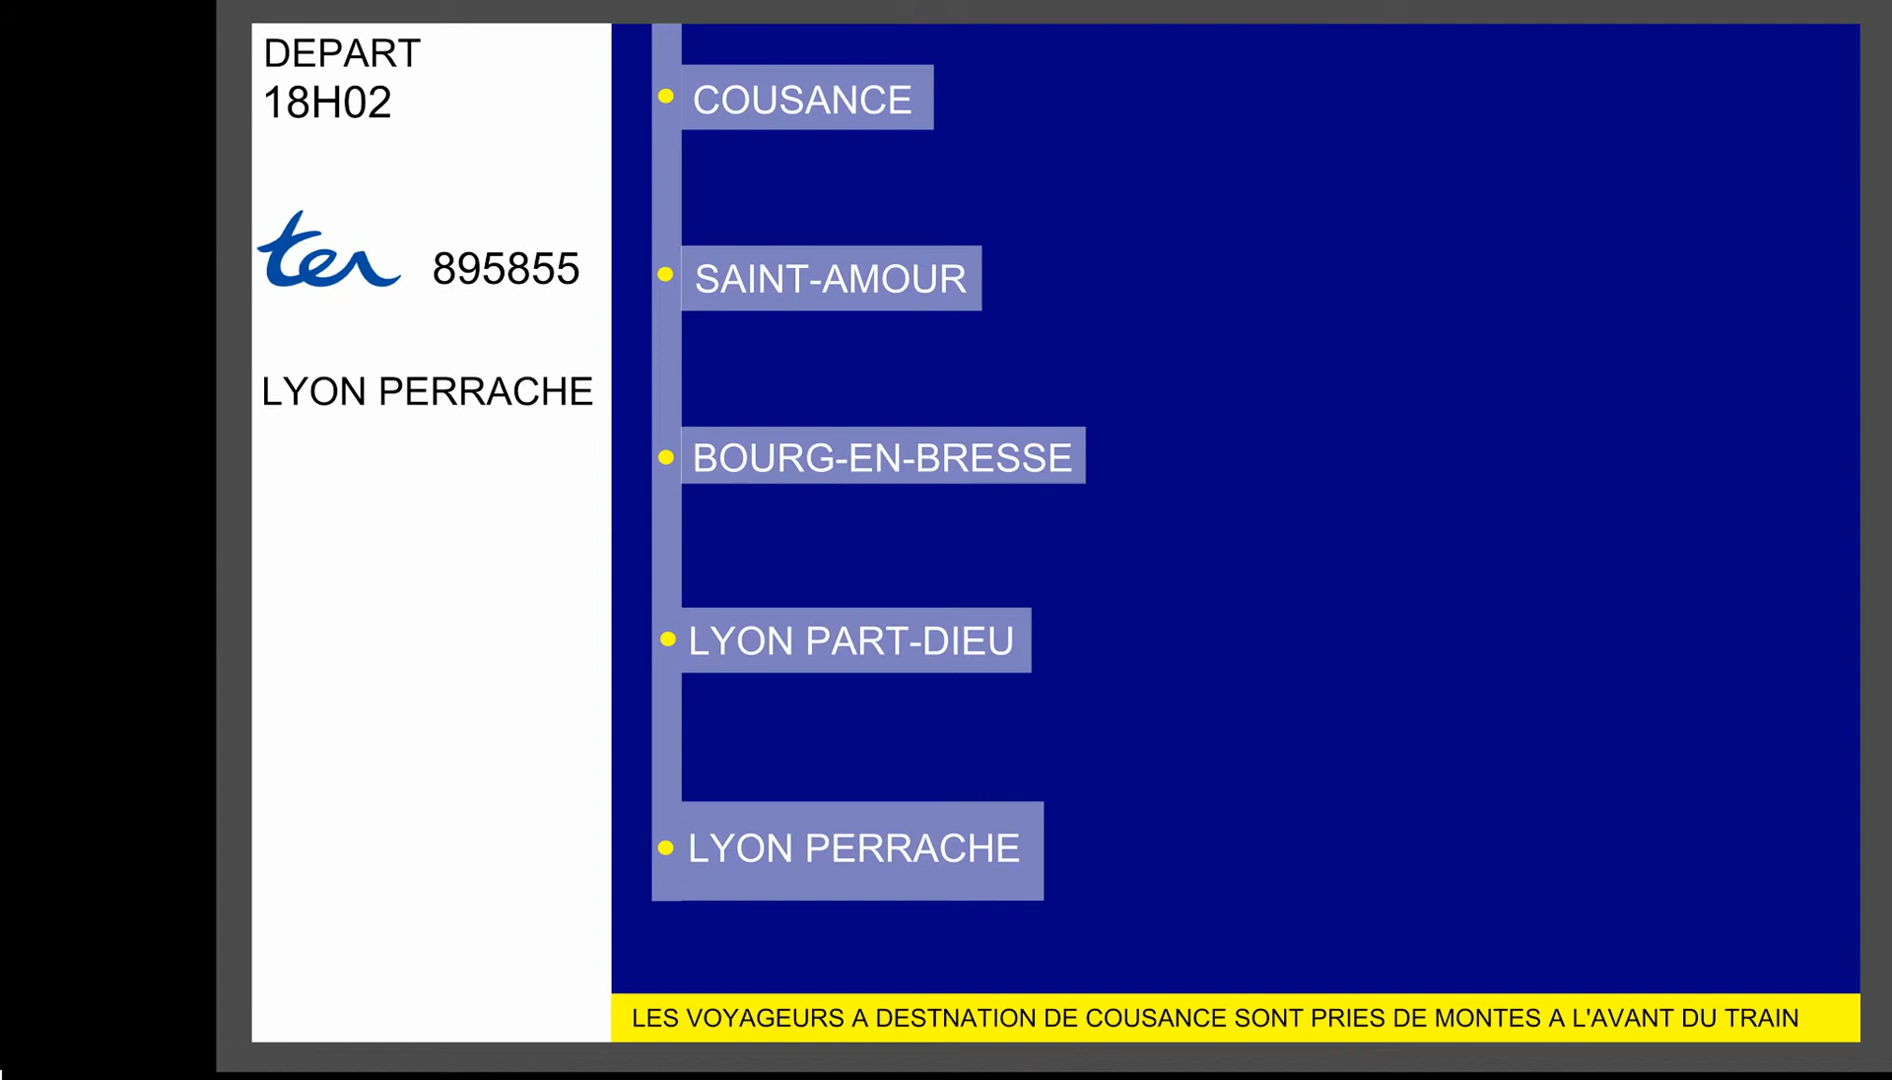 DEPART
18H02
ter 895855
LYON PERRACHE
COUSANCE
SAINT-AMOUR
BOURG-EN-BRESSE
LYON PART-DIEU
LYON PERRACHE
LES VOYAGEURS A DESTNATION DE COUSANCE SONT PRIES DE MONTES A L'AVANT DU TRAIN